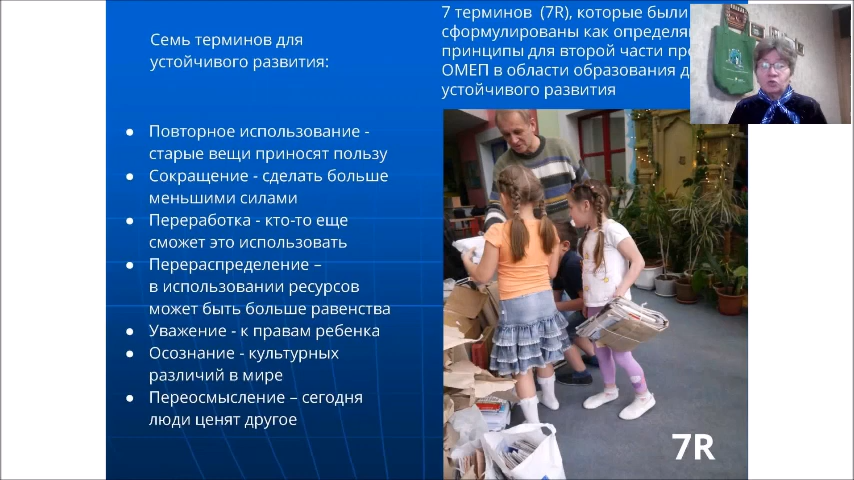 Семь терминов для
устойчивого развития:
Повторное использование -
старые вещи приносят пользу
Сокращение - сделать больше
меньшими силами
Переработка - кто-то еще
сможет это использовать
Перераспределение –
в использовании ресурсов
может быть больше равенства
Уважение - к правам ребенка
Осознание - культурных
различий в мире
Переосмысление – сегодня
люди ценят другое
7 терминов (7R), которые были
сформулированы как
принципы для второй части
ОМЕП в области образования
устойчивого развития
7R